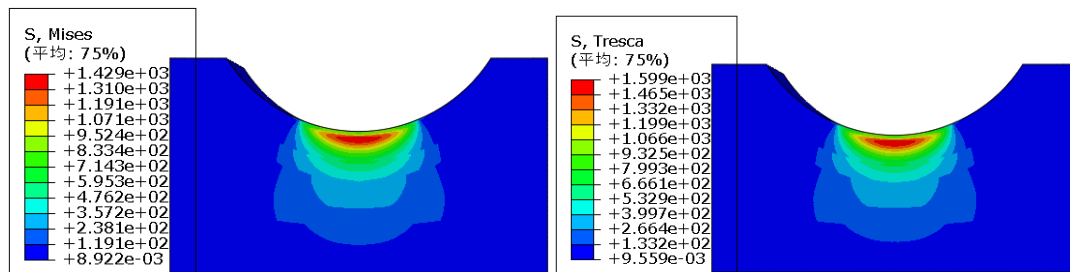 S, Mises
(平均: 75%)
+1.429e+03
+1.310e+03
+1.191e+03
+1.071e+03
+9.524e+02
+8.334e+02
+7.143e+02
+5.953e+02
+4.762e+02
+3.572e+02
+2.381e+02
+1.191e+02
+8.922e-03
S, Tresca
(平均: 75%)
+1.599e+03
+1.465e+03
+1.332e+03
+1.199e+03
+1.066e+03
+9.325e+02
+7.993e+02
+6.661e+02
+5.329e+02
+3.997e+02
+2.664e+02
+1.332e+02
+9.559e-03